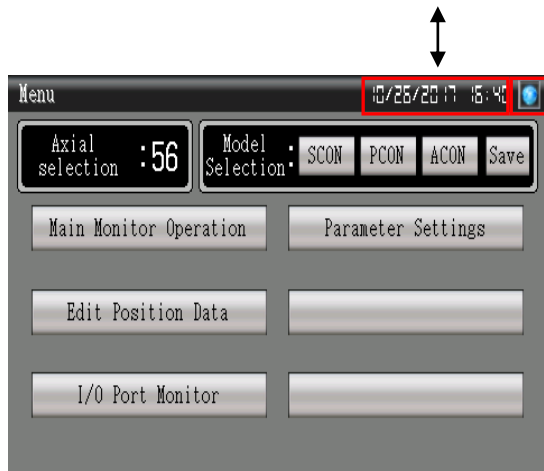 Menu 10/26/2017 16:40
Axial selection :56 Model Selection: SCON PCON ACON Save
Main Monitor Operation Parameter Settings
Edit Position Data
I/O Port Monitor